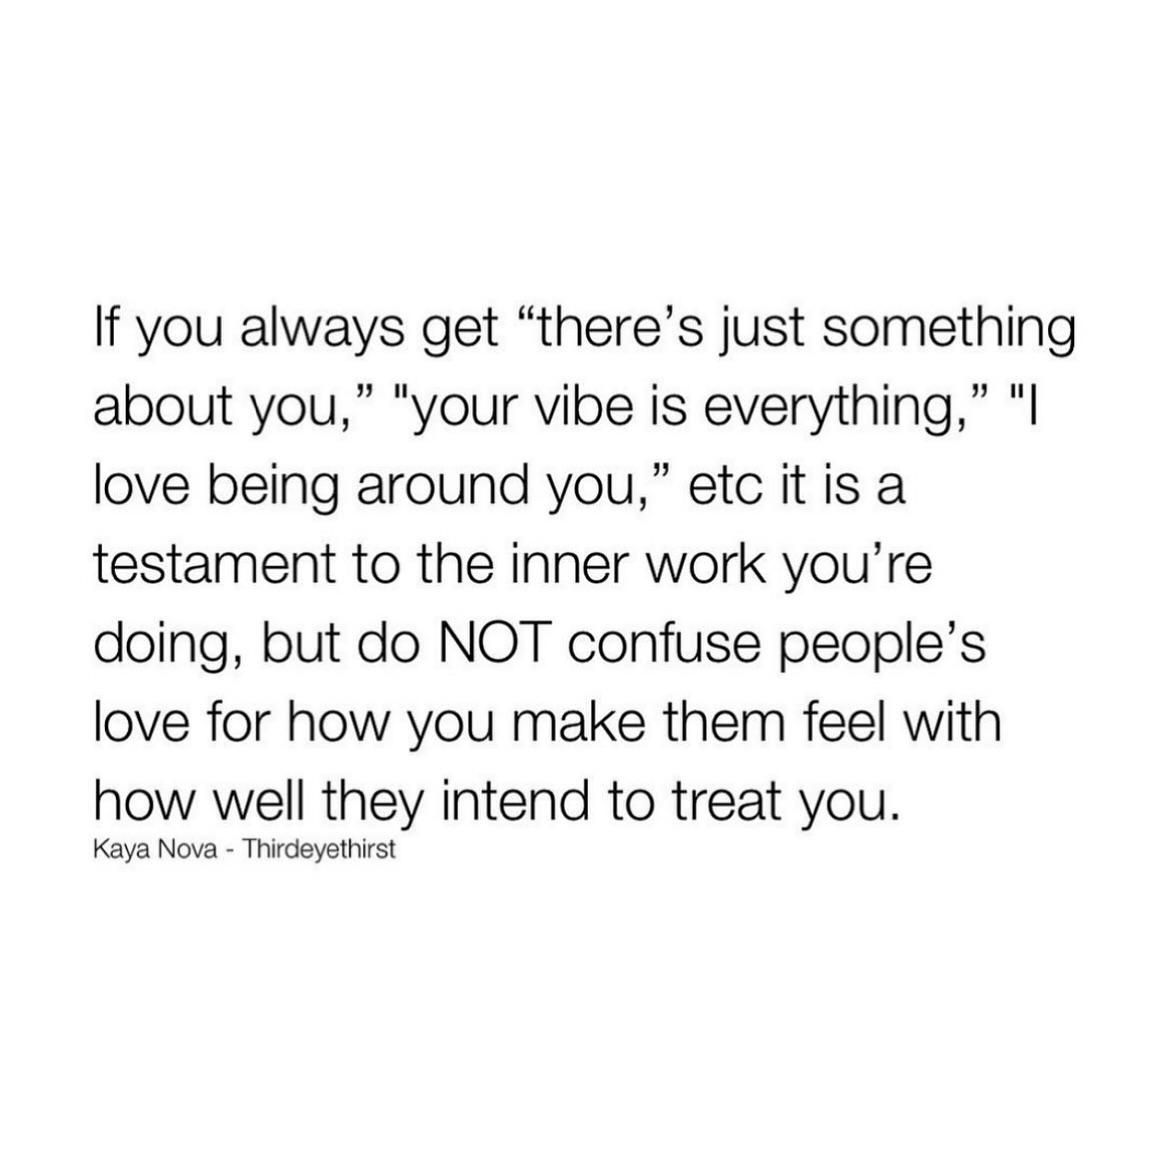 If you always get “there’s just something
about you,” "your vibe is everything,” "I
love being around you,” etc it is a
testament to the inner work you’re
doing, but do NOT confuse people’s
love for how you make them feel with
how well they intend to treat you.
Kaya Nova - Thirdeyethirst